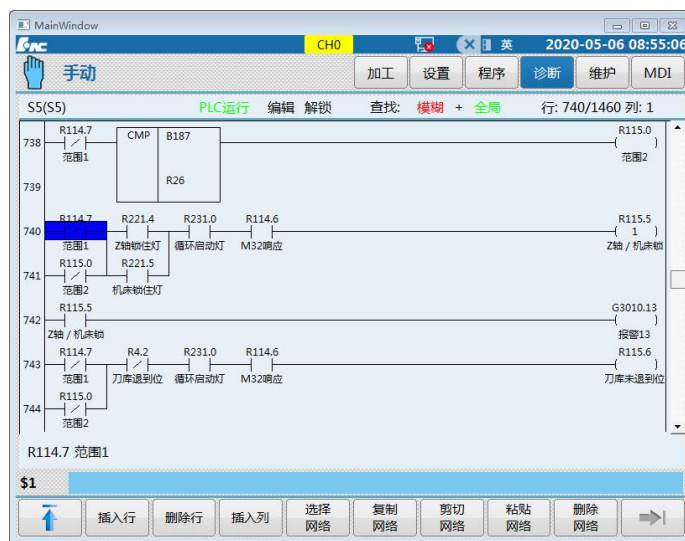 MainWindow
CNC
CH0
英
2020-05-06 08:55:06
手动
加工
设置
程序
诊断
维护
MDI
S5(S5)
PLC运行
编辑
解锁
查找:
模糊
+
全局
行: 740/1460 列: 1
R114.7
CMP
B187
R115.0
738
( )
范围1
范围2
739
R26
R114.7
R221.4
R231.0
R114.6
R115.5
740
( 1 )
范围1
Z轴锁住灯
循环启动灯
M32响应
Z轴 / 机床锁
R115.0
R221.5
741
范围2
机床锁住灯
R115.5
G3010.13
742
( )
Z轴 / 机床锁
报警13
R114.7
R4.2
R231.0
R114.6
R115.6
743
( )
范围1
刀库退到位
循环启动灯
M32响应
刀库未退到位
R115.0
744
范围2
R114.7 范围1
$1
插入行
删除行
插入列
选择
网络
复制
网络
剪切
网络
粘贴
网络
删除
网络